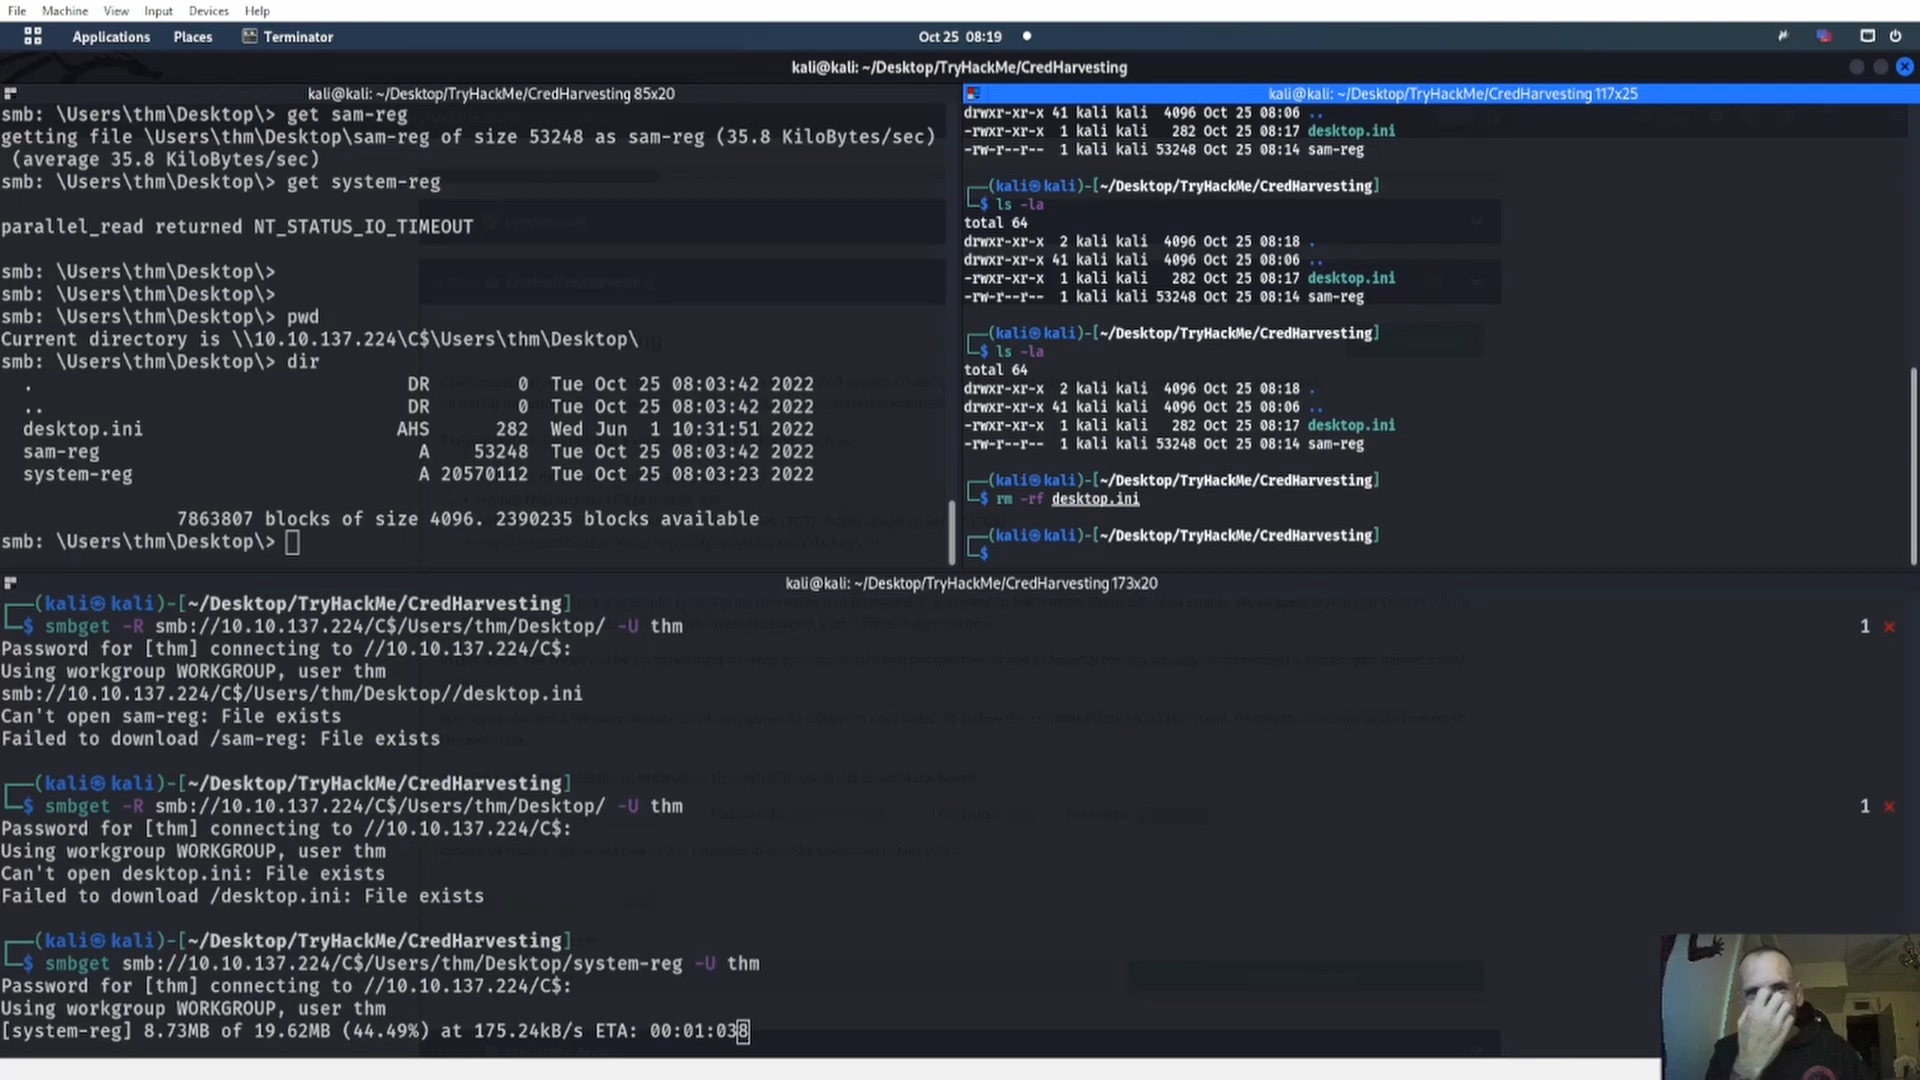 File Machine View Input Devices Help
Applications Places Terminator Oct 25 08:19
kali@kali: ~/Desktop/TryHackMe/CredHarvesting
kali@kali: ~/Desktop/TryHackMe/CredHarvesting 85x20
smb: \Users\thm\Desktop\> get sam-reg
getting file \Users\thm\Desktop\sam-reg of size 53248 as sam-reg (35.8 KiloBytes/sec)
(average 35.8 KiloBytes/sec)
smb: \Users\thm\Desktop\> get system-reg
parallel_read returned NT_STATUS_IO_TIMEOUT
smb: \Users\thm\Desktop\>
smb: \Users\thm\Desktop\>
smb: \Users\thm\Desktop\> pwd
Current directory is \\10.10.137.224\C$\Users\thm\Desktop\
smb: \Users\thm\Desktop\> dir
. DR 0 Tue Oct 25 08:03:42 2022
.. DR 0 Tue Oct 25 08:03:42 2022
desktop.ini AHS 282 Wed Jun 1 10:31:51 2022
sam-reg A 53248 Tue Oct 25 08:03:42 2022
system-reg A 20570112 Tue Oct 25 08:03:23 2022
7863807 blocks of size 4096. 2390235 blocks available
smb: \Users\thm\Desktop\>
kali@kali: ~/Desktop/TryHackMe/CredHarvesting 117x25
drwxr-xr-x 41 kali kali 4096 Oct 25 08:06 ..
-rwxr-xr-x 1 kali kali 282 Oct 25 08:17 desktop.ini
-rw-r--r-- 1 kali kali 53248 Oct 25 08:14 sam-reg
(kali㉿kali)-[~/Desktop/TryHackMe/CredHarvesting]
$ ls -la
total 64
drwxr-xr-x 2 kali kali 4096 Oct 25 08:18 .
drwxr-xr-x 41 kali kali 4096 Oct 25 08:06 ..
-rwxr-xr-x 1 kali kali 282 Oct 25 08:17 desktop.ini
-rw-r--r-- 1 kali kali 53248 Oct 25 08:14 sam-reg
(kali㉿kali)-[~/Desktop/TryHackMe/CredHarvesting]
$ ls -la
total 64
drwxr-xr-x 2 kali kali 4096 Oct 25 08:18 .
drwxr-xr-x 41 kali kali 4096 Oct 25 08:06 ..
-rwxr-xr-x 1 kali kali 282 Oct 25 08:17 desktop.ini
-rw-r--r-- 1 kali kali 53248 Oct 25 08:14 sam-reg
(kali㉿kali)-[~/Desktop/TryHackMe/CredHarvesting]
$ rm -rf desktop.ini
(kali㉿kali)-[~/Desktop/TryHackMe/CredHarvesting]
$
kali@kali: ~/Desktop/TryHackMe/CredHarvesting 173x20
(kali㉿kali)-[~/Desktop/TryHackMe/CredHarvesting]
$ smbget -R smb://10.10.137.224/C$/Users/thm/Desktop/ -U thm 1 ⨯
Password for [thm] connecting to //10.10.137.224/C$:
Using workgroup WORKGROUP, user thm
smb://10.10.137.224/C$/Users/thm/Desktop//desktop.ini
Can't open sam-reg: File exists
Failed to download /sam-reg: File exists
(kali㉿kali)-[~/Desktop/TryHackMe/CredHarvesting]
$ smbget -R smb://10.10.137.224/C$/Users/thm/Desktop/ -U thm 1 ⨯
Password for [thm] connecting to //10.10.137.224/C$:
Using workgroup WORKGROUP, user thm
Can't open desktop.ini: File exists
Failed to download /desktop.ini: File exists
(kali㉿kali)-[~/Desktop/TryHackMe/CredHarvesting]
$ smbget smb://10.10.137.224/C$/Users/thm/Desktop/system-reg -U thm
Password for [thm] connecting to //10.10.137.224/C$:
Using workgroup WORKGROUP, user thm
[system-reg] 8.73MB of 19.62MB (44.49%) at 175.24kB/s ETA: 00:01:038